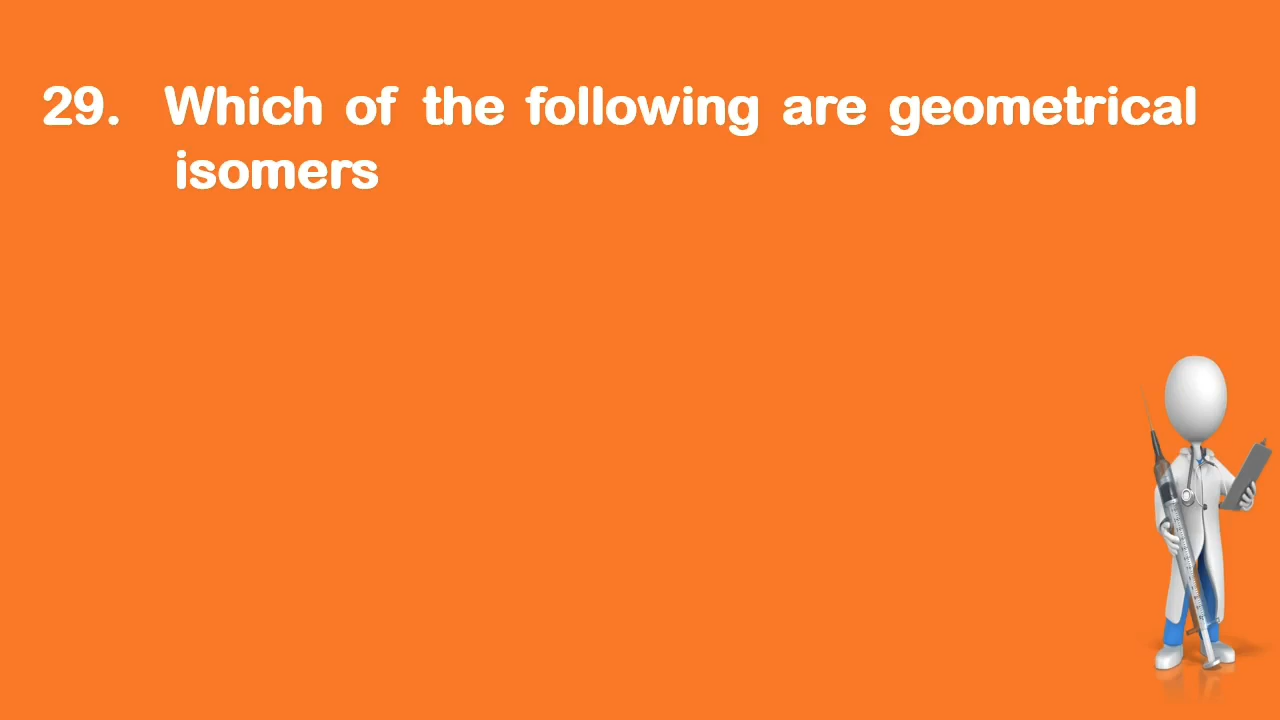 29. Which of the following are geometrical
isomers